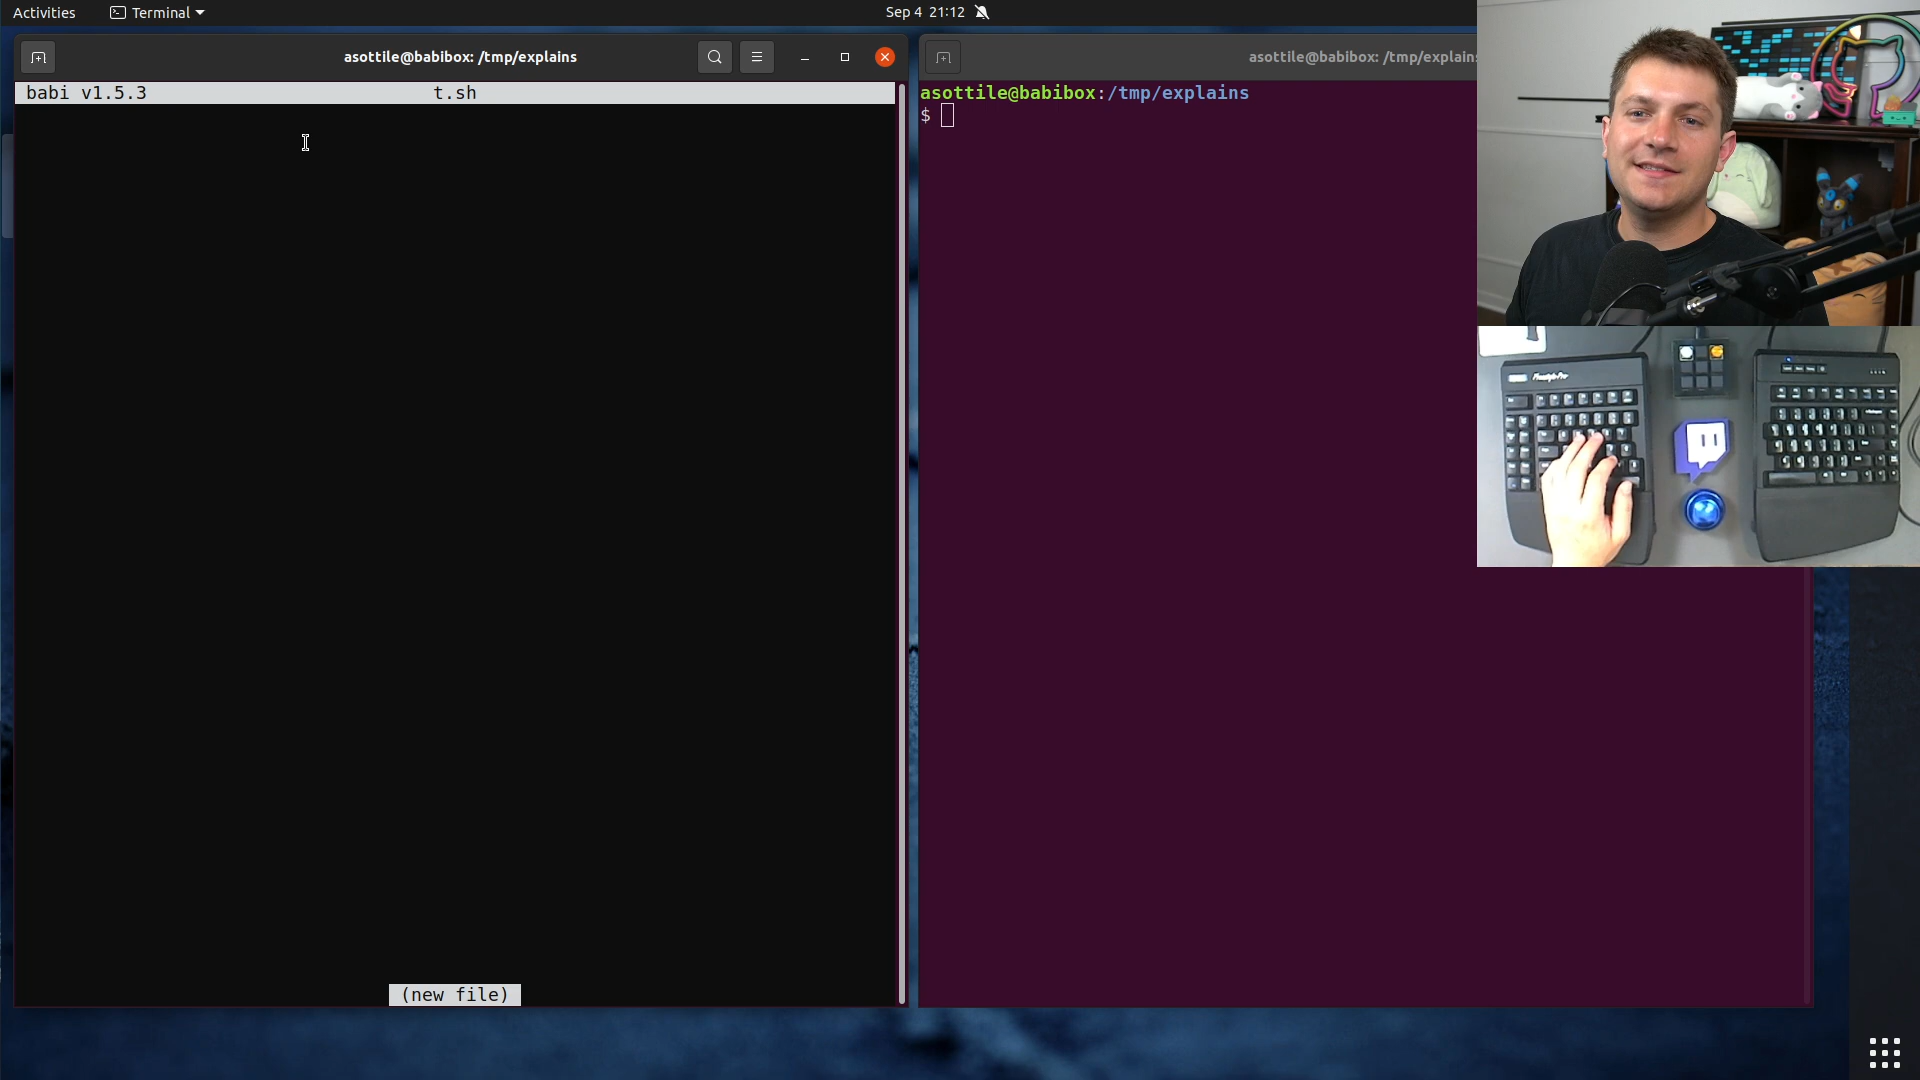 Activities
Terminal
Sep 4 21:12
asottile@babibox: /tmp/explains
babi v1.5.3 t.sh
(new file)
asottile@babibox: /tmp/explains
asottile@babibox:/tmp/explains
$